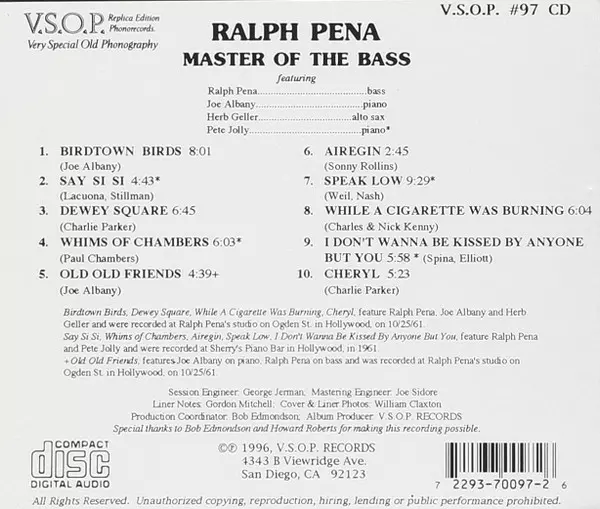 V.S.O.P. Replica Edition Phonorecords.
Very Special Old Phonography
V.S.O.P. #97 CD
RALPH PENA
MASTER OF THE BASS
featuring
Ralph Pena..........................................bass
Joe Albany..........................................piano
Herb Geller....................................alto sax
Pete Jolly...........................................piano*
1. BIRDTOWN BIRDS 8:01
(Joe Albany)
2. SAY SI SI 4:43*
(Lacuona, Stillman)
3. DEWEY SQUARE 6:45
(Charlie Parker)
4. WHIMS OF CHAMBERS 6:03*
(Paul Chambers)
5. OLD OLD FRIENDS 4:39+
(Joe Albany)
6. AIREGIN 2:45
(Sonny Rollins)
7. SPEAK LOW 9:29*
(Weil, Nash)
8. WHILE A CIGARETTE WAS BURNING 6:04
(Charles & Nick Kenny)
9. I DON'T WANNA BE KISSED BY ANYONE
BUT YOU 5:58 * (Spina, Elliott)
10. CHERYL 5:23
(Charlie Parker)
Birdtown Birds, Dewey Square, While A Cigarette Was Burning, Cheryl, feature Ralph Pena, Joe Albany and Herb
Geller and were recorded at Ralph Pena's studio on Ogden St. in Hollywood, on 10/25/61.
Say Si Si, Whims of Chambers, Airegin, Speak Low, I Don't Wanna Be Kissed By Anyone But You, feature Ralph Pena
and Pete Jolly and were recorded at Sherry's Piano Bar in Hollywood, in 1961.
+Old Old Friends, features Joe Albany on piano, Ralph Pena on bass and was recorded at Ralph Pena's studio on
Ogden St. in Hollywood, on 10/25/61.
Session Engineer: George Jerman; Mastering Engineer: Joe Sidore
Liner Notes: Gordon Mitchell; Cover & Liner Photos: William Claxton
Production Coordinator: Bob Edmondson; Album Producer: V.S.O.P. RECORDS
Special thanks to Bob Edmondson and Howard Roberts for making this recording possible.
COMPACT
disc
DIGITAL AUDIO
©℗ 1996, V.S.O.P. RECORDS
4343 B Viewridge Ave.
San Diego, CA 92123
7 22293-70097-2 6
All Rights Reserved. Unauthorized copying, reproduction, hiring, lending or public performance prohibited.